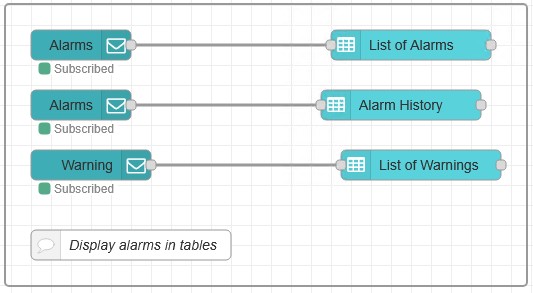 Alarms
List of Alarms
Subscribed
Alarms
Alarm History
Subscribed
Warning
List of Warnings
Subscribed
Display alarms in tables